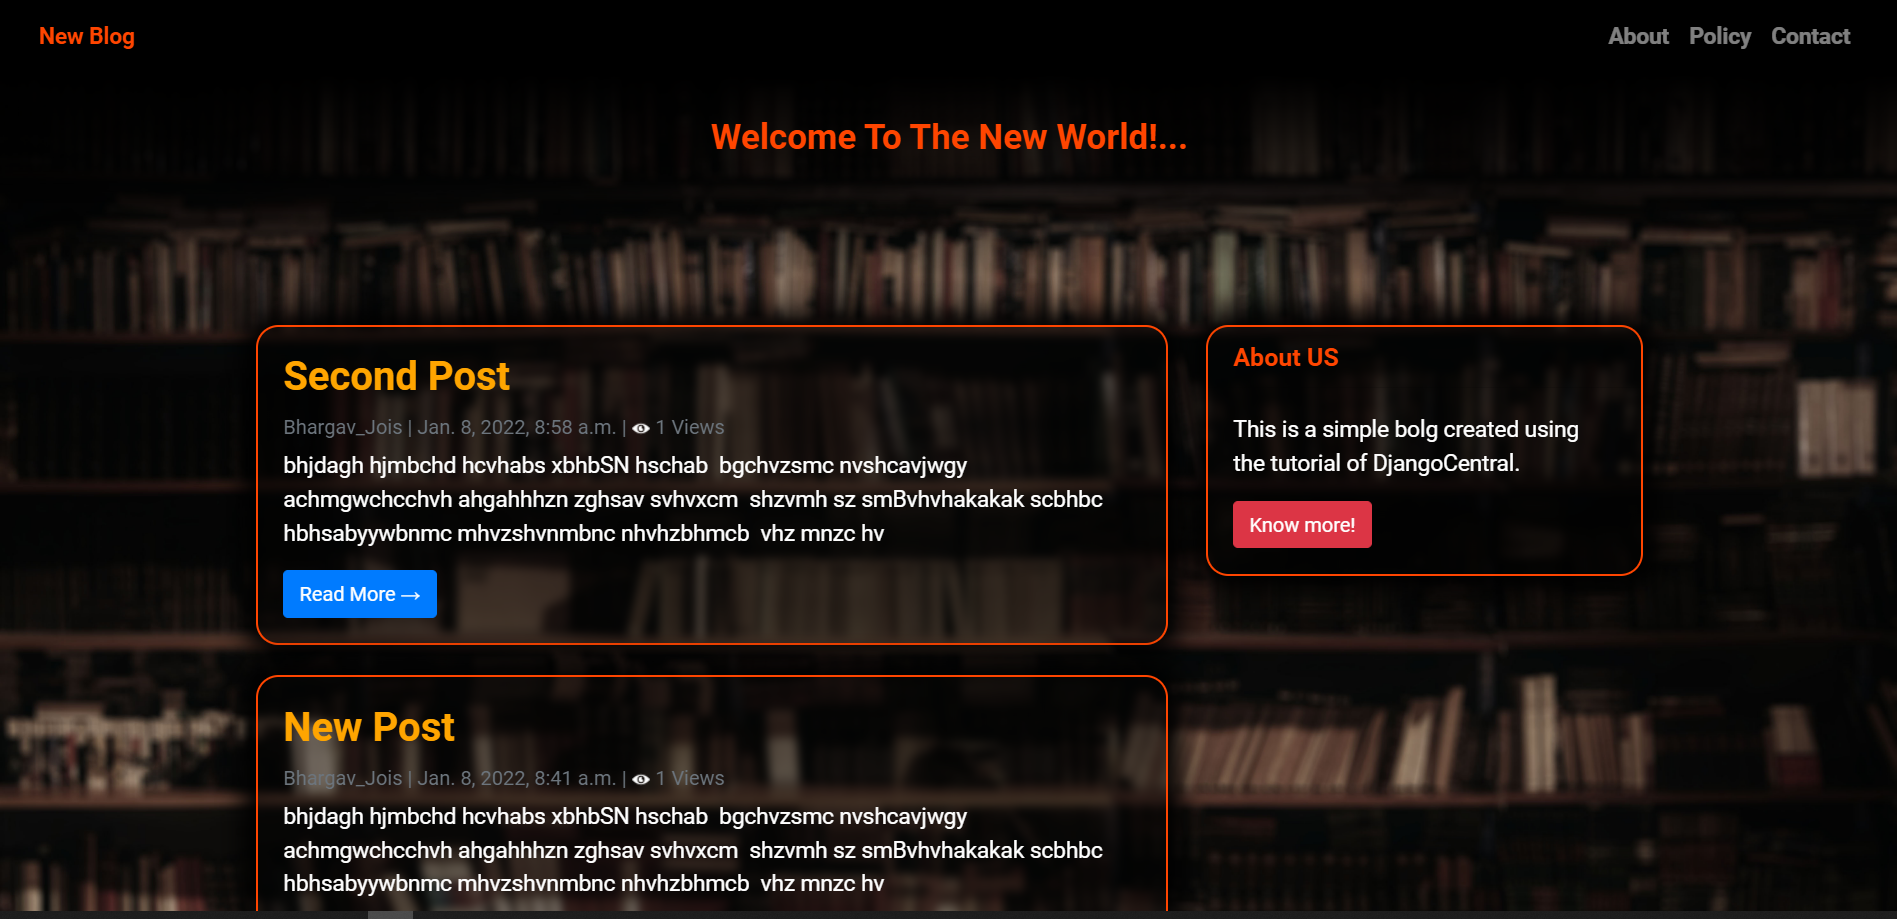 New Blog
About Policy Contact
Welcome To The New World!...
Second Post
Bhargav_Jois | Jan. 8, 2022, 8:58 a.m. | 1 Views
bhjdagh hjmbchd hcvhabs xbhbSN hschab  bgchvzsmc nvshcavjwgy
achmgwchcchvh ahgahhhzn zghsav svhvxcm  shzvmh sz smBvhvhakakak scbhbc
hbhsabyywbnmc mhvzshvnmbnc nhvhzbhmcb  vhz mnzc hv
Read More →
About US
This is a simple bolg created using
the tutorial of DjangoCentral.
Know more!
New Post
Bhargav_Jois | Jan. 8, 2022, 8:41 a.m. | 1 Views
bhjdagh hjmbchd hcvhabs xbhbSN hschab  bgchvzsmc nvshcavjwgy
achmgwchcchvh ahgahhhzn zghsav svhvxcm  shzvmh sz smBvhvhakakak scbhbc
hbhsabyywbnmc mhvzshvnmbnc nhvhzbhmcb  vhz mnzc hv